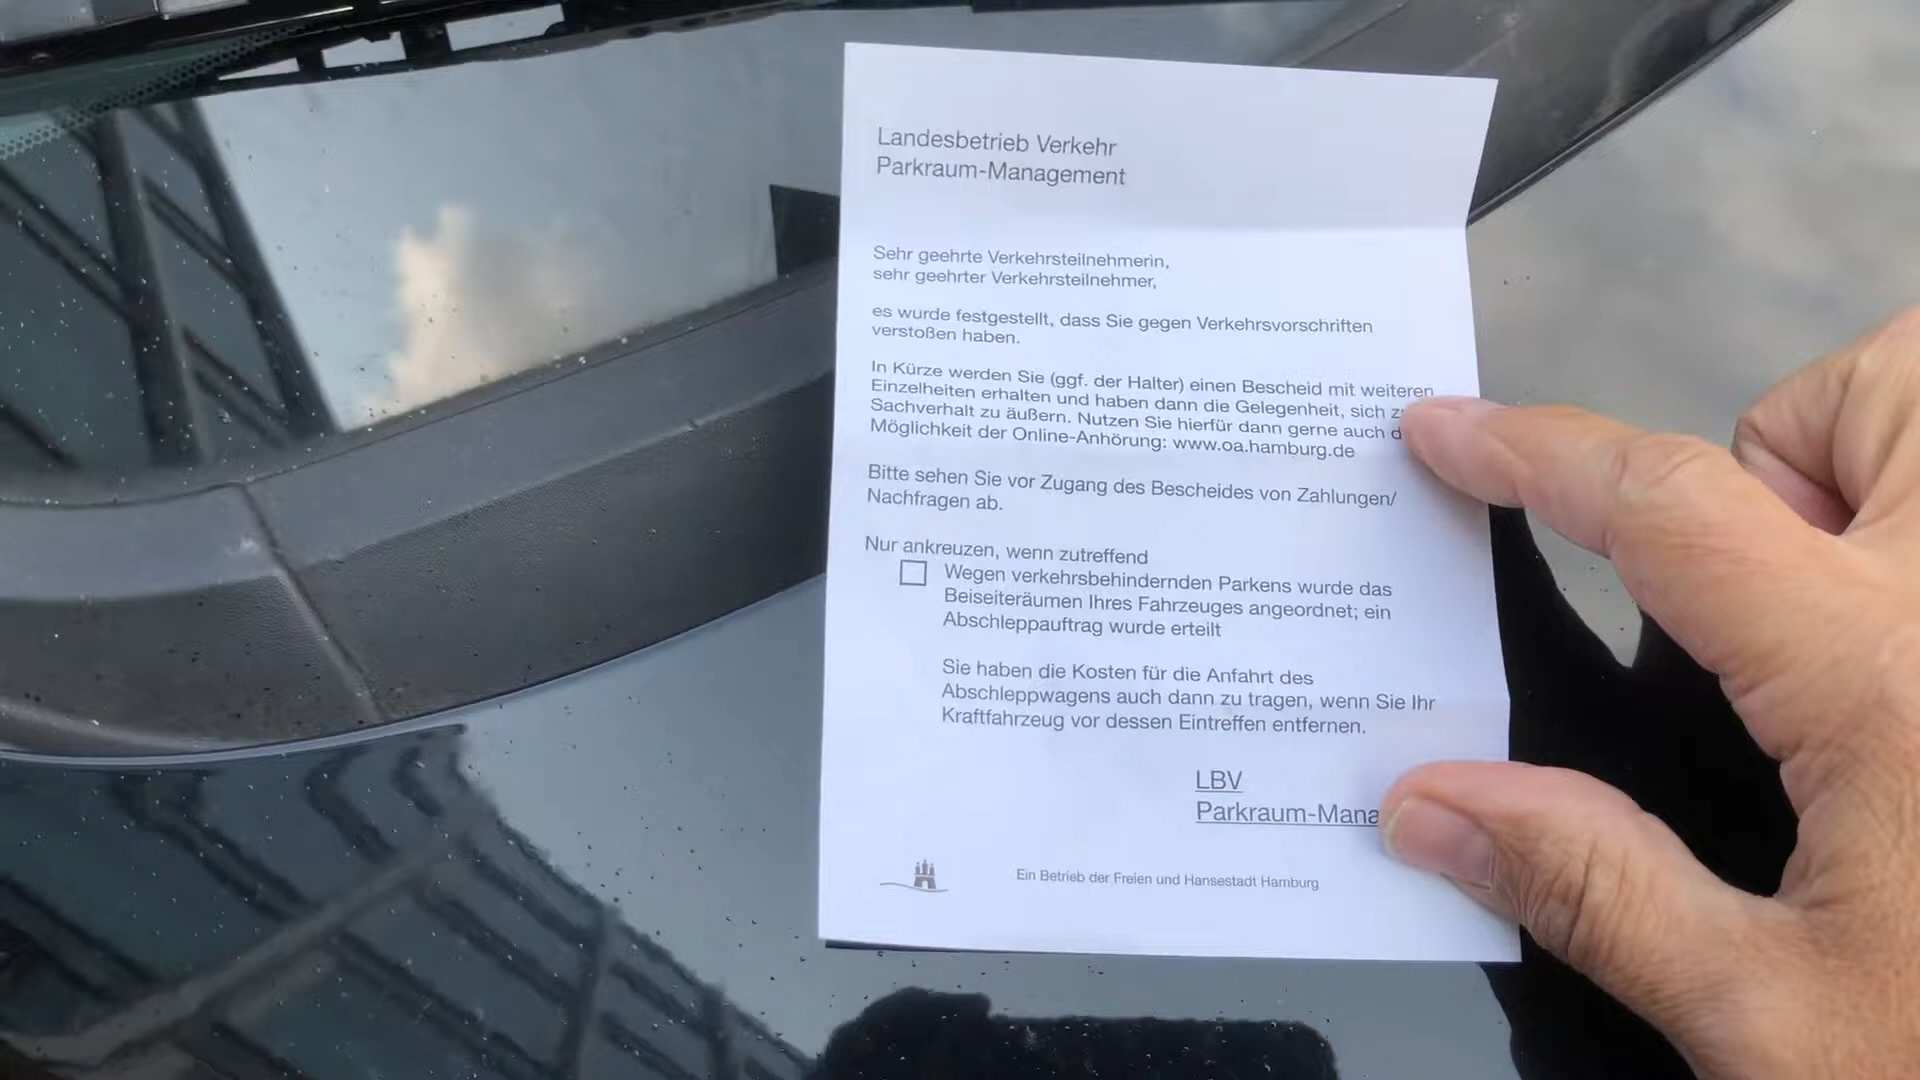 Landesbetrieb Verkehr
Parkraum-Management
Sehr geehrte Verkehrsteilnehmerin,
sehr geehrter Verkehrsteilnehmer,
es wurde festgestellt, dass Sie gegen Verkehrsvorschriften
verstoßen haben.
In Kürze werden Sie (ggf. der Halter) einen Bescheid mit weiteren
Einzelheiten erhalten und haben dann die Gelegenheit, sich
Sachverhalt zu äußern. Nutzen Sie hierfür dann gerne auch
Möglichkeit der Online-Anhörung: www.oa.hamburg.de
Bitte sehen Sie vor Zugang des Bescheides von Zahlungen/
Nachfragen ab.
Nur ankreuzen, wenn zutreffend
Wegen verkehrsbehindernden Parkens wurde das
Beiseiteräumen Ihres Fahrzeuges angeordnet; ein
Abschleppauftrag wurde erteilt
Sie haben die Kosten für die Anfahrt des
Abschleppwagens auch dann zu tragen, wenn Sie Ihr
Kraftfahrzeug vor dessen Eintreffen entfernen.
LBV
Parkraum-Mana
Ein Betrieb der Freien und Hansestadt Hamburg